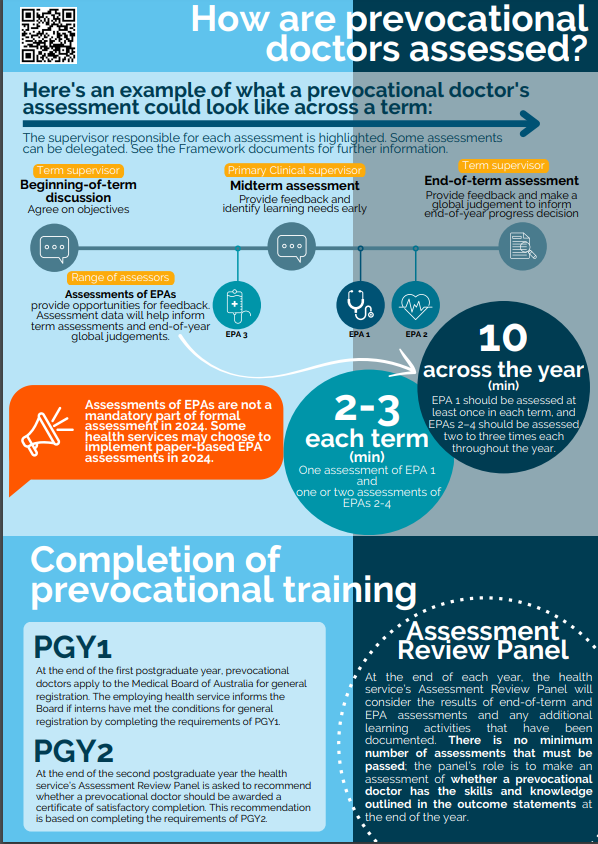 How are prevocational
doctors assessed?
Here's an example of what a prevocational doctor's
assessment could look like across a term:
The supervisor responsible for each assessment is highlighted. Some assessments
can be delegated. See the Framework documents for further information.
Term supervisor
Beginning-of-term
discussion
Agree on objectives
Primary Clinical supervisor
Midterm assessment
Provide feedback and
identify learning needs early
Term supervisor
End-of-term assessment
Provide feedback and make a
global judgement to inform
end-of-year progress decision
Range of assessors
Assessments of EPAs
provide opportunities for feedback.
Assessment data will help inform
term assessments and end-of-year
global judgements.
EPA 3
EPA 1
EPA 2
10
across the year
(min)
EPA 1 should be assessed at
least once in each term, and
EPAs 2-4 should be assessed
two to three times each
throughout the year.
2-3
each term
(min)
One assessment of EPA 1
and
one or two assessments of
EPAs 2-4
Assessments of EPAs are not a
mandatory part of formal
assessment in 2024. Some
health services may choose to
implement paper-based EPA
assessments in 2024.
Completion of
prevocational training
PGY1
At the end of the first postgraduate year, prevocational
doctors apply to the Medical Board of Australia for general
registration. The employing health service informs the
Board if interns have met the conditions for general
registration by completing the requirements of PGY1.
PGY2
At the end of the second postgraduate year the health
service's Assessment Review Panel is asked to recommend
whether a prevocational doctor should be awarded a
certificate of satisfactory completion. This recommendation
is based on completing the requirements of PGY2.
Assessment
Review Panel
At the end of each year, the health
service's Assessment Review Panel will
consider the results of end-of-term and
EPA assessments and any additional
learning activities that have been
documented. There is no minimum
number of assessments that must be
passed; the panel's role is to make an
assessment of whether a prevocational
doctor has the skills and knowledge
outlined in the outcome statements at
the end of the year.